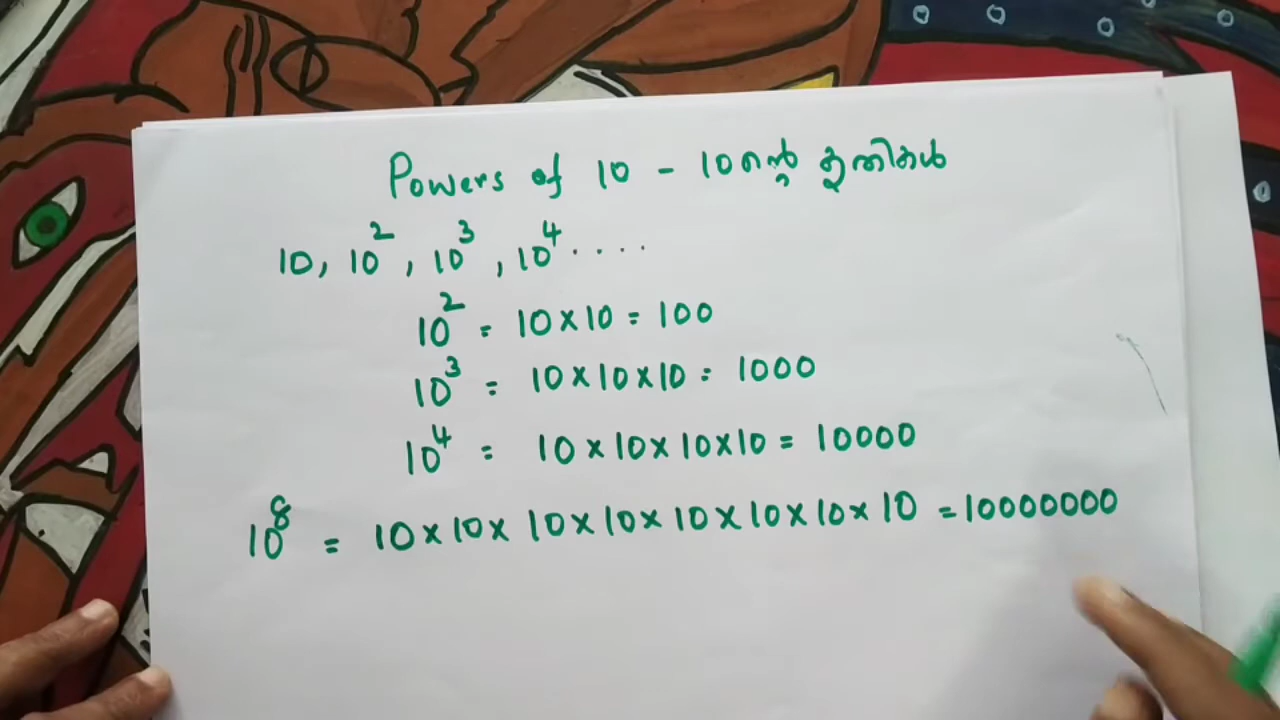 Powers of 10 - 10ന്റെ കൃതികൾ
10, 10², 10³, 10⁴ ....
10² = 10×10 = 100
10³ = 10×10×10 = 1000
10⁴ = 10×10×10×10 = 10000
10⁸ = 10×10×10×10×10×10×10×10 = 10000000